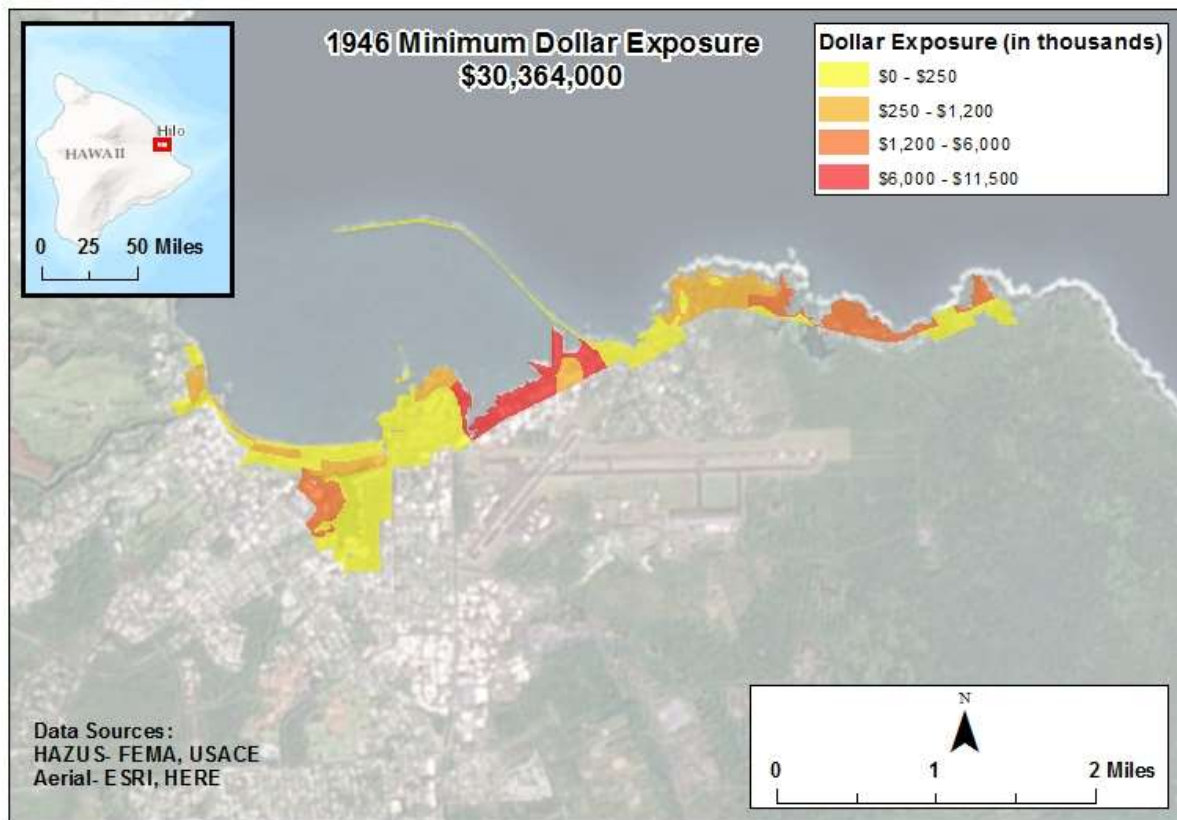 1946 Minimum Dollar Exposure
$30,364,000
Hilo
HAWAII
0 25 50 Miles
Dollar Exposure (in thousands)
$0 - $250
$250 - $1,200
$1,200 - $6,000
$6,000 - $11,500
Data Sources:
HAZUS- FEMA, USACE
Aerial- ESRI, HERE
N
0 1 2 Miles